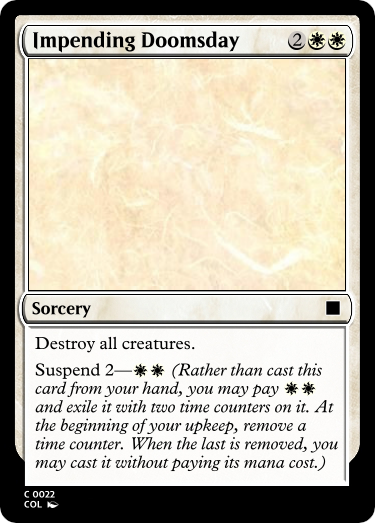 Impending Doomsday 2
Sorcery
Destroy all creatures.
Suspend 2— (Rather than cast this
card from your hand, you may pay
and exile it with two time counters on it. At
the beginning of your upkeep, remove a
time counter. When the last is removed, you
may cast it without paying its mana cost.)
C 0022
COL